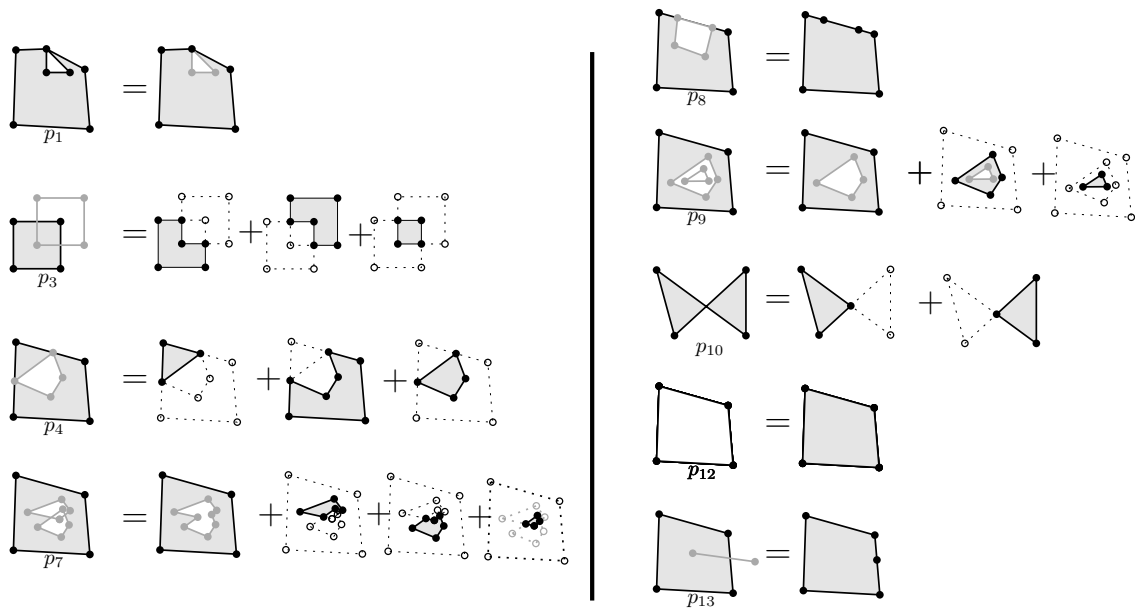 =
p1
= + +
p3
= + +
p4
= + + +
p7
=
p8
= + +
p9
= +
p10
=
p12
=
p13